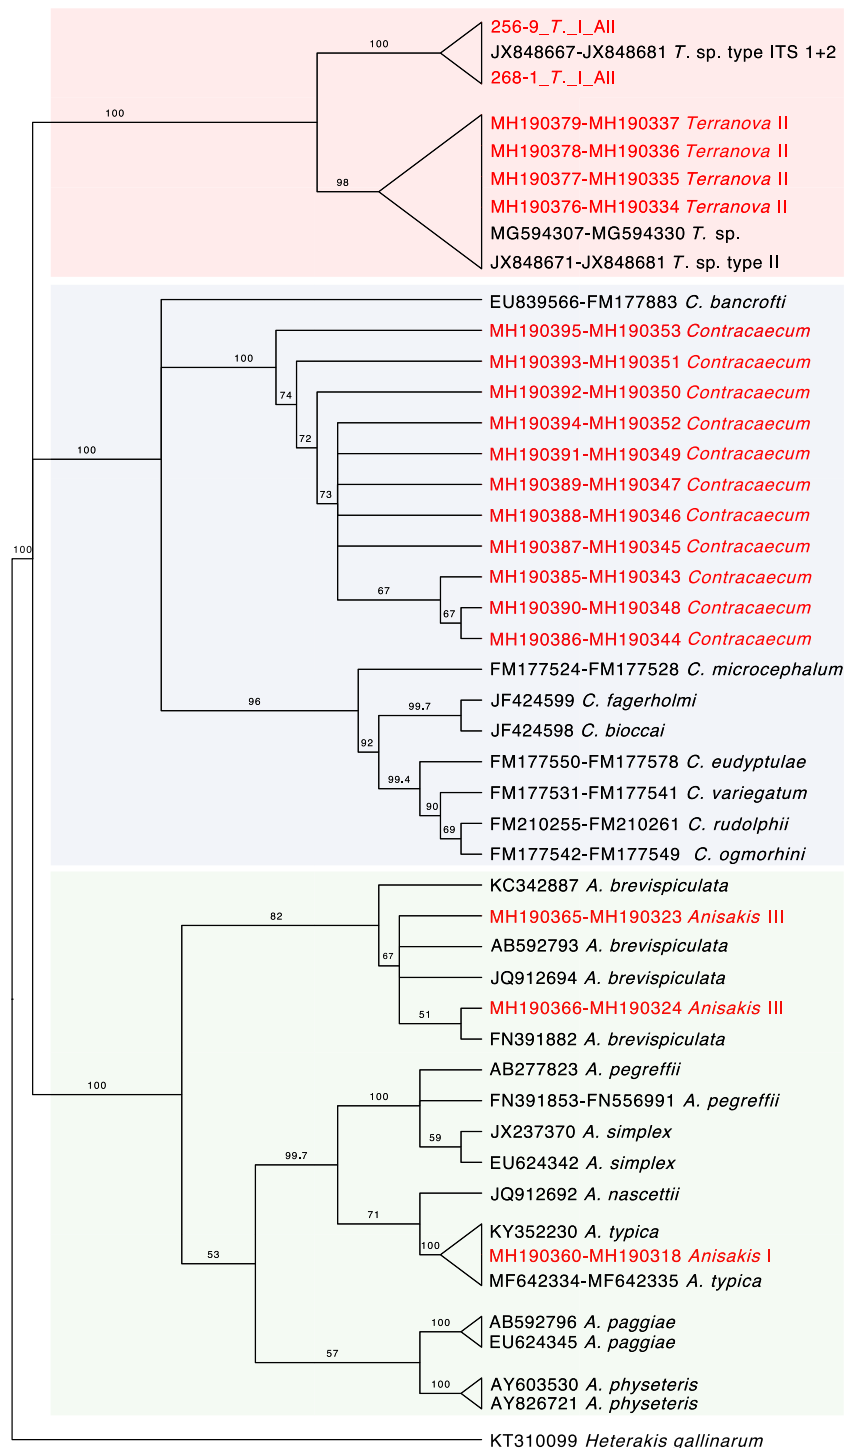 256-9_T._I_AII
100
JX848667-JX848681 T. sp. type ITS 1+2
268-1_T._I_AII
100
MH190379-MH190337 Terranova II
MH190378-MH190336 Terranova II
MH190377-MH190335 Terranova II
98
MH190376-MH190334 Terranova II
MG594307-MG594330 T. sp.
JX848671-JX848681 T. sp. type II
EU839566-FM177883 C. bancrofti
MH190395-MH190353 Contracaecum
100
MH190393-MH190351 Contracaecum
74
MH190392-MH190350 Contracaecum
MH190394-MH190352 Contracaecum
72
100
MH190391-MH190349 Contracaecum
MH190389-MH190347 Contracaecum
73
MH190388-MH190346 Contracaecum
MH190387-MH190345 Contracaecum
100
MH190385-MH190343 Contracaecum
67
MH190390-MH190348 Contracaecum
67
MH190386-MH190344 Contracaecum
FM177524-FM177528 C. microcephalum
96
JF424599 C. fagerholmi
99.7
JF424598 C. bioccai
92
FM177550-FM177578 C. eudyptulae
99.4
FM177531-FM177541 C. variegatum
90
FM210255-FM210261 C. rudolphii
69
FM177542-FM177549 C. ogmorhini
KC342887 A. brevispiculata
82
MH190365-MH190323 Anisakis III
AB592793 A. brevispiculata
67
JQ912694 A. brevispiculata
MH190366-MH190324 Anisakis III
51
FN391882 A. brevispiculata
AB277823 A. pegreffii
100
100
FN391853-FN556991 A. pegreffii
JX237370 A. simplex
59
EU624342 A. simplex
99.7
JQ912692 A. nascettii
71
KY352230 A. typica
100
MH190360-MH190318 Anisakis I
53
MF642334-MF642335 A. typica
AB592796 A. paggiae
100
EU624345 A. paggiae
57
AY603530 A. physeteris
100
AY826721 A. physeteris
KT310099 Heterakis gallinarum